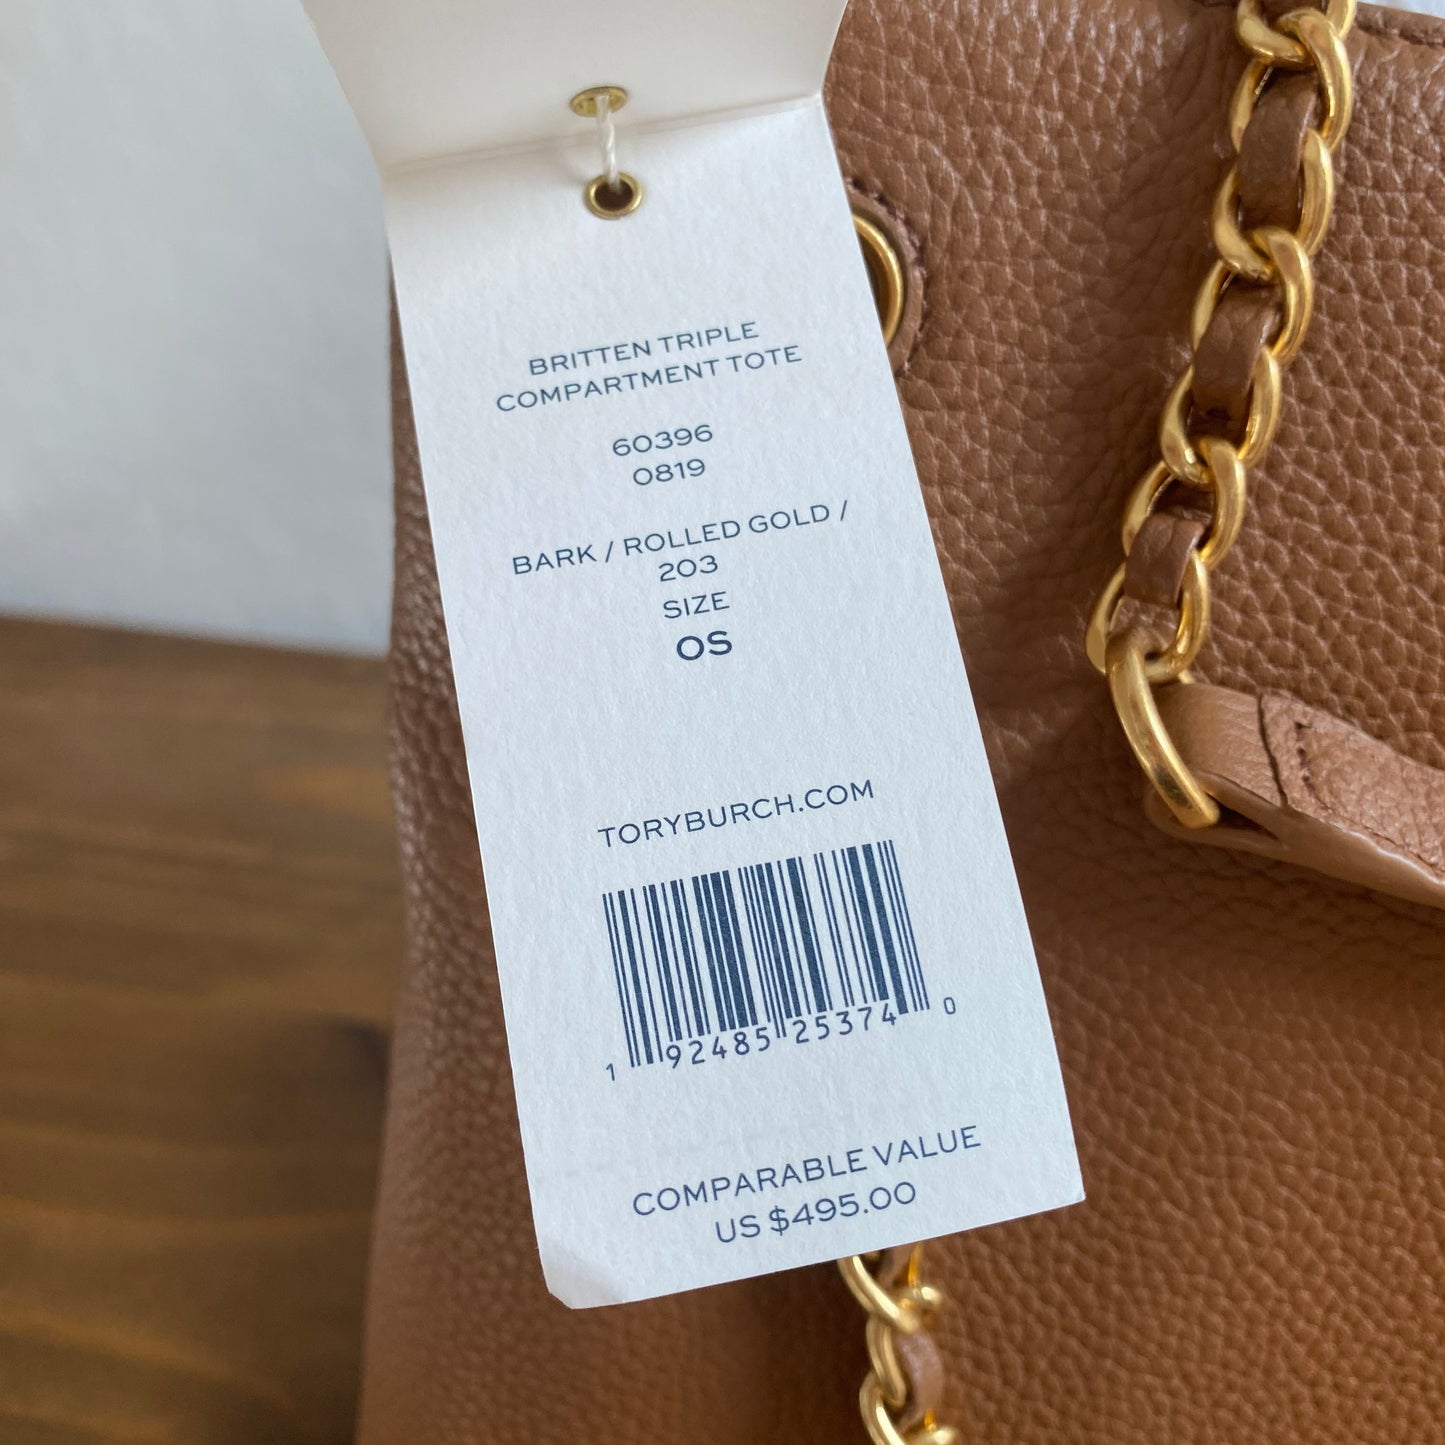 BRITTEN TRIPLE
COMPARTMENT TOTE
60396
0819
BARK / ROLLED GOLD /
203
SIZE
OS
TORYBURCH.COM
1 92485 25374 0
COMPARABLE VALUE
US $495.00